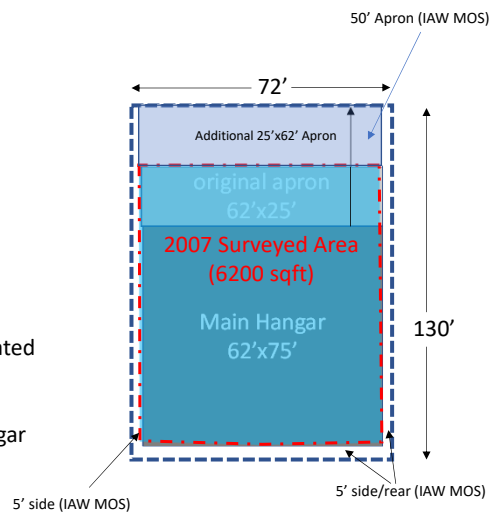 50' Apron (IAW MOS)
72'
Additional 25'x62' Apron
original apron
62'x25'
2007 Surveyed Area
(6200 sqft)
Main Hangar
62'x75'
130'
5' side (IAW MOS)
5' side/rear (IAW MOS)